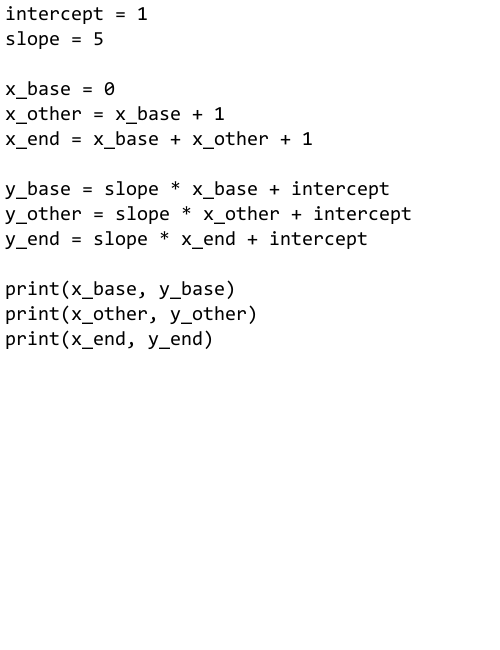 intercept = 1
slope = 5
x_base = 0
x_other = x_base + 1
x_end = x_base + x_other + 1
y_base = slope * x_base + intercept
y_other = slope * x_other + intercept
y_end = slope * x_end + intercept
print(x_base, y_base)
print(x_other, y_other)
print(x_end, y_end)